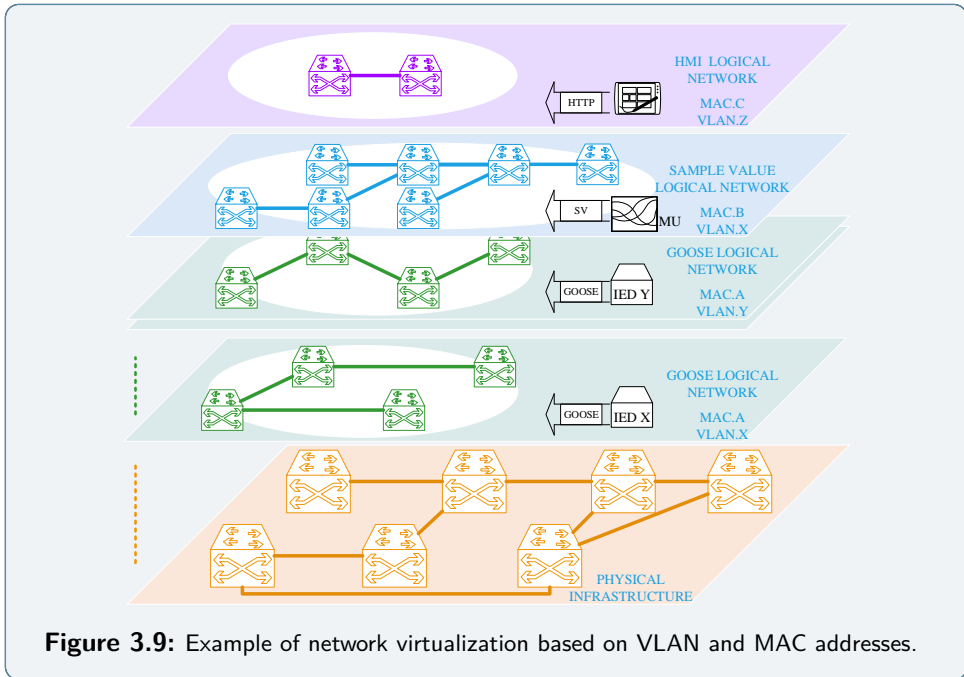 HMI LOGICAL
NETWORK
HTTP
MAC.C
VLAN.Z
SAMPLE VALUE
LOGICAL NETWORK
SV
MU
MAC.B
VLAN.X
GOOSE LOGICAL
NETWORK
GOOSE
IED Y
MAC.A
VLAN.Y
GOOSE LOGICAL
NETWORK
GOOSE
IED X
MAC.A
VLAN.X
PHYSICAL
INFRASTRUCTURE
Figure 3.9: Example of network virtualization based on VLAN and MAC addresses.